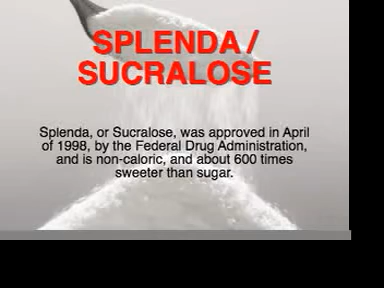 SPLENDA /
SUCRALOSE
Splenda, or Sucralose, was approved in April
of 1998, by the Federal Drug Administration,
and is non-caloric, and about 600 times
sweeter than sugar.